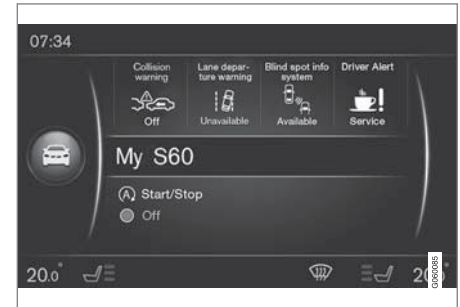 07:34
Collision warning
Off
Lane depar-
ture warning
Unavailable
Blind spot info system
Available
Driver Alert
Service
My S60
Start/Stop
Off
20.0°
G060085